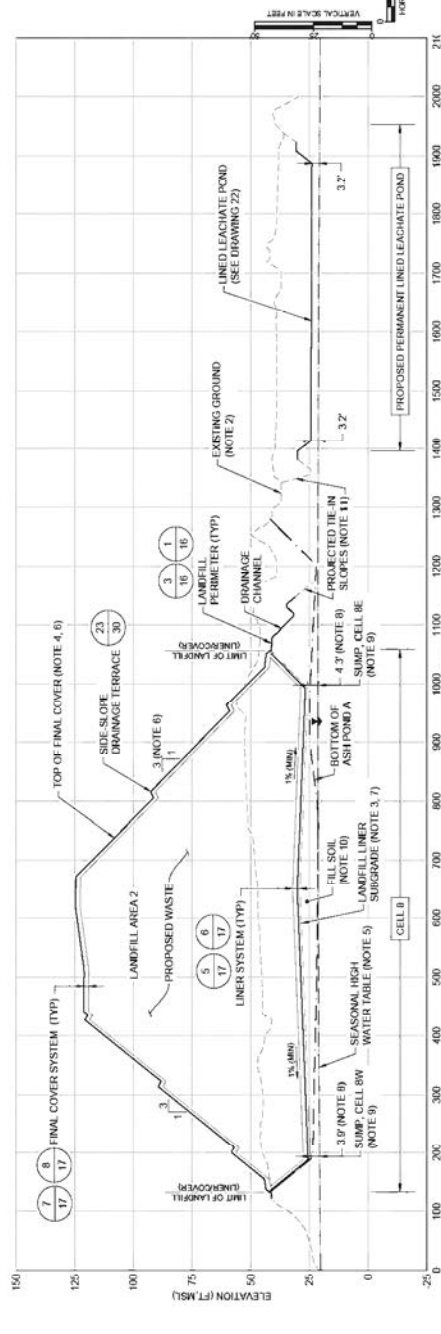 150
125
100
75
50
25
0
-25
ELEVATION (FT,MSL)
7
17
8
17
FINAL COVER SYSTEM (TYP)
TOP OF FINAL COVER (NOTE 4, 6)
23
30
SIDE-SLOPE
DRAINAGE TERRACE
3
1
LANDFILL AREA 2
PROPOSED WASTE
3 (NOTE 6)
1
5
17
6
17
LINER SYSTEM (TYP)
LIMIT OF LANDFILL
(LINER/COVER)
LIMIT OF LANDFILL
(LINER/COVER)
3
16
1
16
LANDFILL
PERIMETER (TYP)
DRAINAGE
CHANNEL
EXISTING GROUND
(NOTE 2)
LINED LEACHATE POND
(SEE DRAWING 22)
1% (MIN)
1% (MIN)
3.9' (NOTE 8)
SUMP, CELL 8W
(NOTE 9)
SEASONAL HIGH
WATER TABLE (NOTE 5)
FILL SOIL
(NOTE 10)
LANDFILL LINER
SUBGRADE (NOTE 3, 7)
BOTTOM OF
ASH POND A
4.3' (NOTE 8)
SUMP, CELL 8E
(NOTE 9)
PROJECTED TIE-IN
SLOPES (NOTE 11)
3.2'
3.2'
CELL 8
PROPOSED PERMANENT LINED LEACHATE POND
0 100 200 300 400 500 600 700 800 900 1000 1100 1200 1300 1400 1500 1600 1700 1800 1900 2000 2100
VERTICAL SCALE IN FEET
0 25 50
0